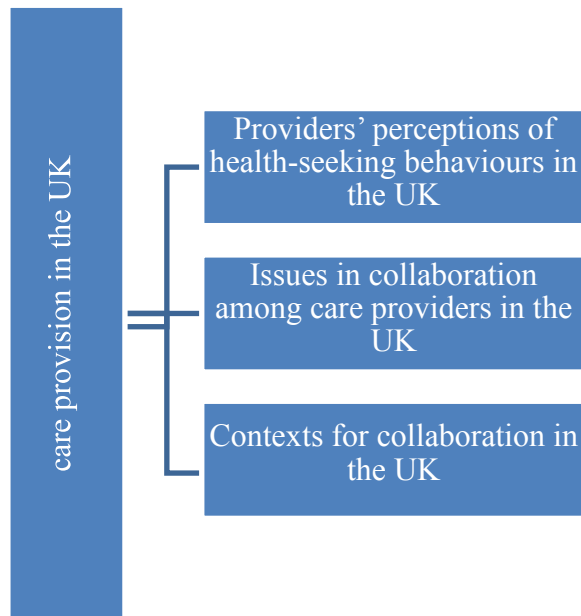 care provision in the UK
Providers’ perceptions of
health-seeking behaviours in
the UK
Issues in collaboration
among care providers in the
UK
Contexts for collaboration in
the UK